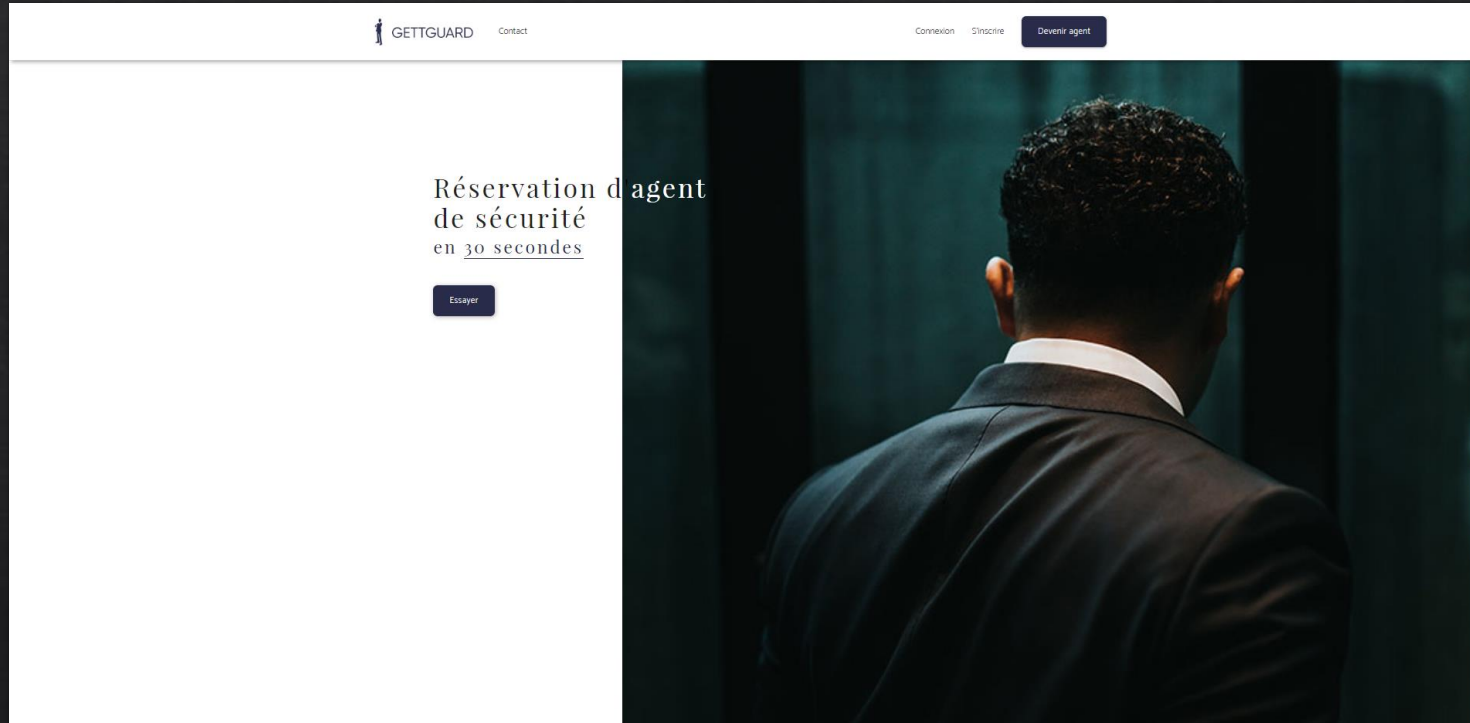 GETTGUARD
Contact
Connexion
S'inscrire
Devenir agent
Réservation d'agent
de sécurité
en 30 secondes
Essayer